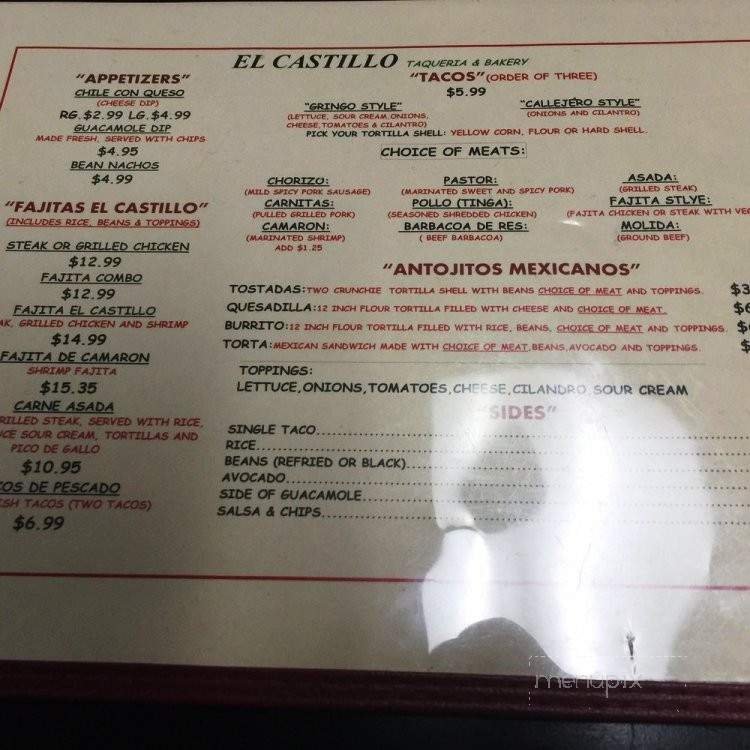 EL CASTILLO TAQUERIA & BAKERY
"APPETIZERS"
CHILE CON QUESO
(CHEESE DIP)
RG.$2.99 LG.$4.99
GUACAMOLE DIP
MADE FRESH, SERVED WITH CHIPS
$4.95
BEAN NACHOS
$4.99
"FAJITAS EL CASTILLO"
(INCLUDES RICE, BEANS & TOPPINGS)
STEAK OR GRILLED CHICKEN
$12.99
FAJITA COMBO
$12.99
FAJITA EL CASTILLO
GRILLED CHICKEN AND SHRIMP
$14.99
FAJITA DE CAMARON
SHRIMP FAJITA
$15.35
CARNE ASADA
STEAK, SERVED WITH RICE,
SOUR CREAM, TORTILLAS AND
PICO DE GALLO
$10.95
DE PESCADO
(TWO TACOS)
$6.99
"TACOS" (ORDER OF THREE)
$5.99
"GRINGO STYLE"
(LETTUCE, SOUR CREAM,ONIONS,
CHEESE,TOMATOES & CILANTRO)
"CALLEJERO STYLE"
(ONIONS AND CILANTRO)
PICK YOUR TORTILLA SHELL: YELLOW CORN, FLOUR OR HARD SHELL.
CHOICE OF MEATS:
CHORIZO:
(MILD SPICY PORK SAUSAGE)
PASTOR:
(MARINATED SWEET AND SPICY PORK)
ASADA:
(GRILLED STEAK)
CARNITAS:
(PULLED GRILLED PORK)
POLLO (TINGA):
(SEASONED SHREDDED CHICKEN)
FAJITA STLYE:
(FAJITA CHICKEN OR STEAK WITH
CAMARON:
(MARINATED SHRIMP)
ADD $1.25
BARBACOA DE RES:
( BEEF BARBACOA)
MOLIDA:
(GROUND BEEF)
"ANTOJITOS MEXICANOS"
TOSTADAS:TWO CRUNCHIE TORTILLA SHELL WITH BEANS CHOICE OF MEAT AND TOPPINGS.
QUESADILLA:12 INCH FLOUR TORTILLA FILLED WITH CHEESE AND CHOICE OF MEAT.
BURRITO:12 INCH FLOUR TORTILLA FILLED WITH RICE, BEANS, CHOICE OF MEAT AND TOPPINGS.
TORTA:MEXICAN SANDWICH MADE WITH CHOICE OF MEAT,BEANS,AVOCADO AND TOPPINGS.
TOPPINGS:
LETTUCE,ONIONS,TOMATOES,CHEESE,CILANDRO,SOUR CREAM
"SIDES"
SINGLE TACO
RICE
BEANS (REFRIED OR BLACK)
AVOCADO
SIDE OF GUACAMOLE
SALSA & CHIPS
menupix